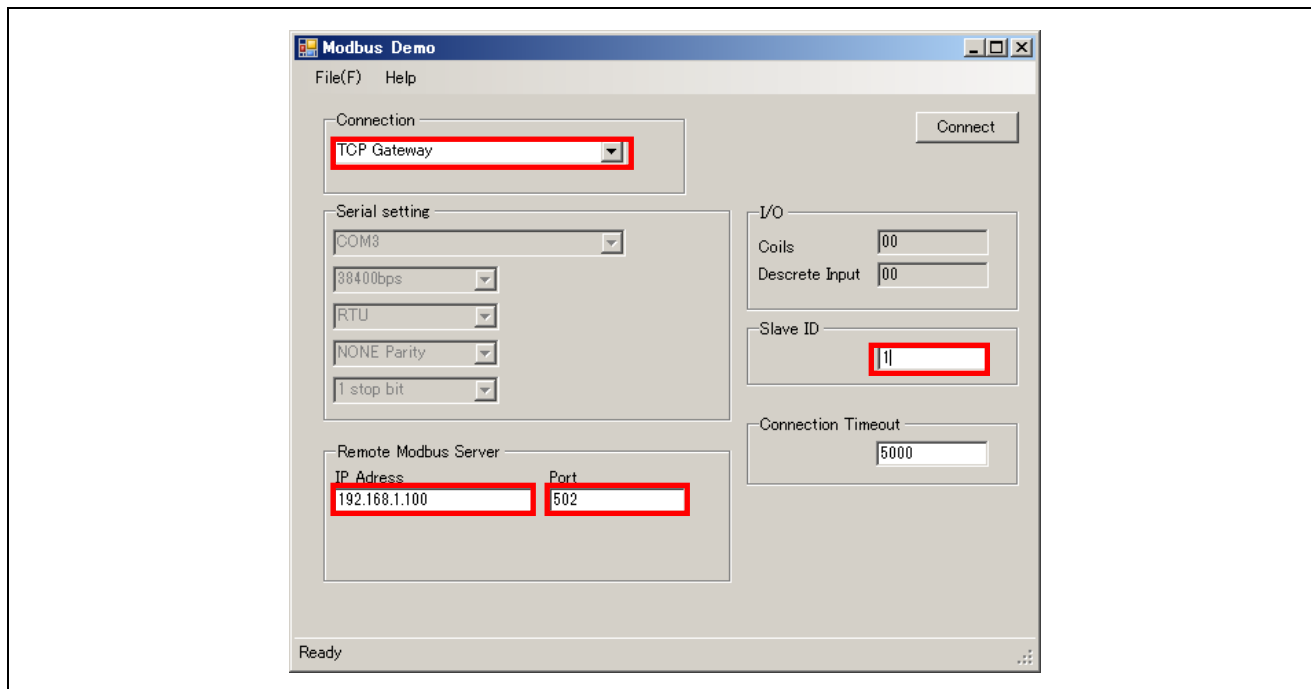 Modbus Demo
File(F) Help
Connection
TCP Gateway
Connect
Serial setting
COM3
38400bps
RTU
NONE Parity
1 stop bit
I/O
Coils 00
Descrete Input 00
Slave ID
1
Connection Timeout
5000
Remote Modbus Server
IP Adress Port
192.168.1.100 502
Ready